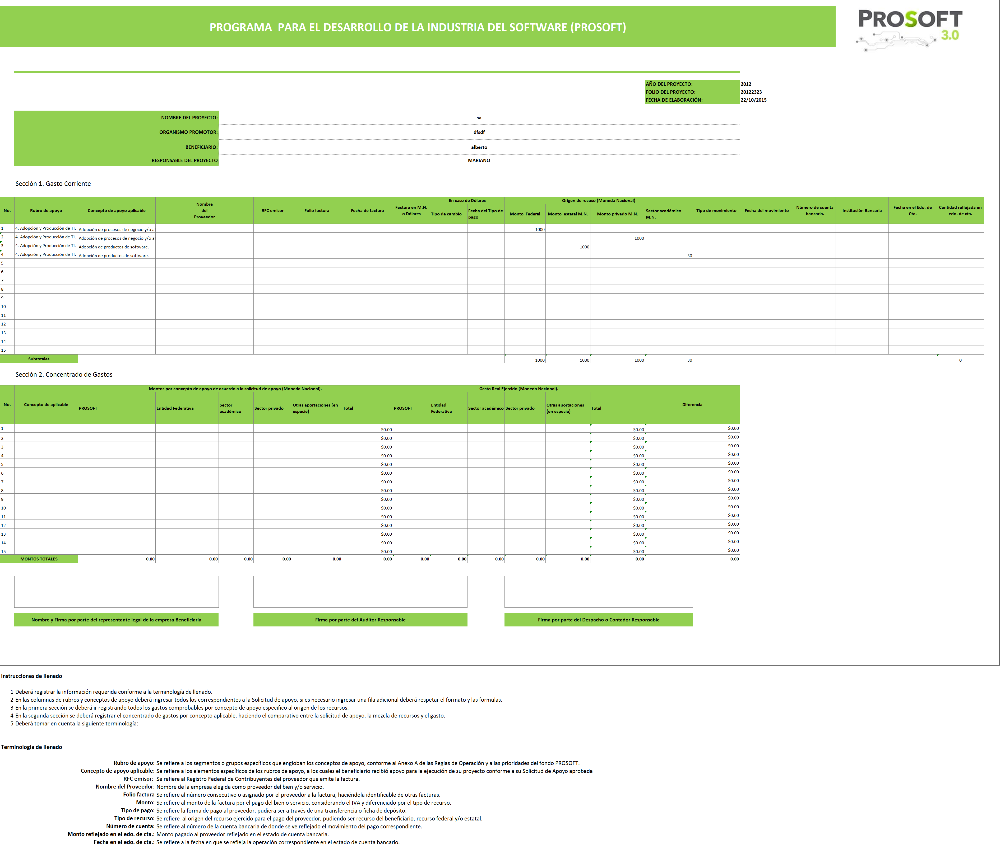 PROGRAMA  PARA EL DESARROLLO DE LA INDUSTRIA DEL SOFTWARE (PROSOFT)
PROSOFT
3.0
AÑO DEL PROYECTO: 2012
FOLIO DEL PROYECTO: 20122323
FECHA DE ELABORACIÓN: 22/10/2015
NOMBRE DEL PROYECTO: sa
ORGANISMO PROMOTOR: dfsdf
BENEFICIARIO: alberto
RESPONSABLE DEL PROYECTO MARIANO
Sección 1. Gasto Corriente
No. Rubro de apoyo Concepto de apoyo aplicable Nombre del Proveedor RFC emisor Folio factura Fecha de factura Factura en M.N. o Dólares En caso de Dólares Tipo de cambio Fecha del Tipo de pago Origen de recuso (Moneda Nacional) Monto  Federal Monto  estatal M.N. Monto privado M.N. Sector académico M.N. Tipo de movimiento Fecha del movimiento Número de cuenta bancaria. Institución Bancaria Fecha en el Edo. de Cta. Cantidad reflejada en edo. de cta.
1 4. Adopción y Producción de TI. Adopción de procesos de negocio y/o at 1000
2 4. Adopción y Producción de TI. Adopción de procesos de negocio y/o at 1000
3 4. Adopción y Producción de TI. Adopción de productos de software. 1000
4 4. Adopción y Producción de TI. Adopción de productos de software. 30
5
6
7
8
9
10
11
12
13
14
15
Subtotales 1000 1000 1000 30 0
Sección 2. Concentrado de Gastos
No. Concepto de aplicable Montos por concepto de apoyo de acuerdo a la solicitud de apoyo (Moneda Nacional). Gasto Real Ejercido (Moneda Nacional). Diferencia
PROSOFT Entidad Federativa Sector académico Sector privado Otras aportaciones (en especie) Total PROSOFT Entidad Federativa Sector académico Sector privado Otras aportaciones (en especie) Total
1 $0.00 $0.00 $0.00
2 $0.00 $0.00 $0.00
3 $0.00 $0.00 $0.00
4 $0.00 $0.00 $0.00
5 $0.00 $0.00 $0.00
6 $0.00 $0.00 $0.00
7 $0.00 $0.00 $0.00
8 $0.00 $0.00 $0.00
9 $0.00 $0.00 $0.00
10 $0.00 $0.00 $0.00
11 $0.00 $0.00 $0.00
12 $0.00 $0.00 $0.00
13 $0.00 $0.00 $0.00
14 $0.00 $0.00 $0.00
15 $0.00 $0.00 $0.00
MONTOS TOTALES 0.00 0.00 0.00 0.00 0.00 0.00 0.00 0.00 0.00 0.00 0.00 0.00 0.00
Nombre y Firma por parte del representante legal de la empresa Beneficiaria
Firma por parte del Auditor Responsable
Firma por parte del Despacho o Contador Responsable
Instrucciones de llenado
1 Deberá registrar la información requerida conforme a la terminología de llenado.
2 En las columnas de rubros y conceptos de apoyo deberá ingresar todos los correspondientes a la Solicitud de apoyo, si es necesario ingresar una fila adicional deberá respetar el formato y las formulas.
3 En la primera sección se deberá ir registrando todos los gastos comprobables por concepto de apoyo especifico al origen de los recursos.
4 En la segunda sección se deberá registrar el concentrado de gastos por concepto aplicable, haciendo el comparativo entre la solicitud de apoyo, la mezcla de recursos y el gasto.
5 Deberá tomar en cuenta la siguiente terminología:
Terminología de llenado
Rubro de apoyo: Se refiere a los segmentos o grupos específicos que engloban los conceptos de apoyo, conforme al Anexo A de las Reglas de Operación y a las prioridades del fondo PROSOFT.
Concepto de apoyo aplicable: Se refiere a los elementos específicos de los rubros de apoyo, a los cuales el beneficiario recibió apoyo para la ejecución de su proyecto conforme a su Solicitud de Apoyo aprobada
RFC emisor: Se refiere al Registro Federal de Contribuyentes del proveedor que emite la factura.
Nombre del Proveedor: Nombre de la empresa elegida como proveedor del bien y/o servicio.
Folio factura Se refiere al número consecutivo o asignado por el proveedor a la factura, haciéndola identificable de otras facturas.
Monto: Se refiere al monto de la factura por el pago del bien o servicio, considerando el IVA y diferenciado por el tipo de recurso.
Tipo de pago: Se refiere la forma de pago al proveedor, pudiera ser a través de una transferencia o ficha de depósito.
Tipo de recurso: Se refiere  al origen del recurso ejercido para el pago del proveedor, pudiendo ser recurso del beneficiario, recurso federal y/o estatal.
Número de cuenta: Se refiere al número de la cuenta bancaria de donde se ve reflejado el movimiento del pago correspondiente.
Monto reflejado en el edo. de cta.: Monto pagado al proveedor reflejado en el estado de cuenta bancaria.
Fecha en el edo. de cta.: Se refiere a la fecha en que se refleja la operación correspondiente en el estado de cuenta bancario.